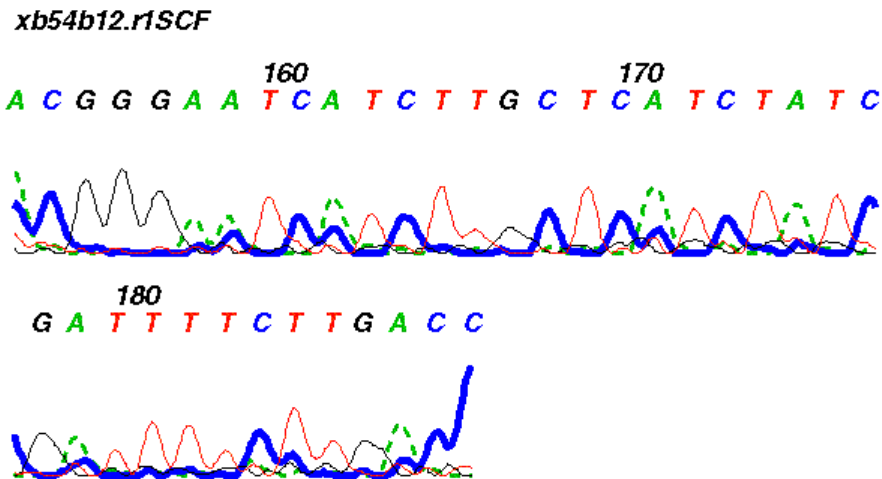 xb54b12.r1SCF
160 170
A C G G G A A T C A T C T T G C T C A T C T A T C
180
G A T T T T C T T G A C C